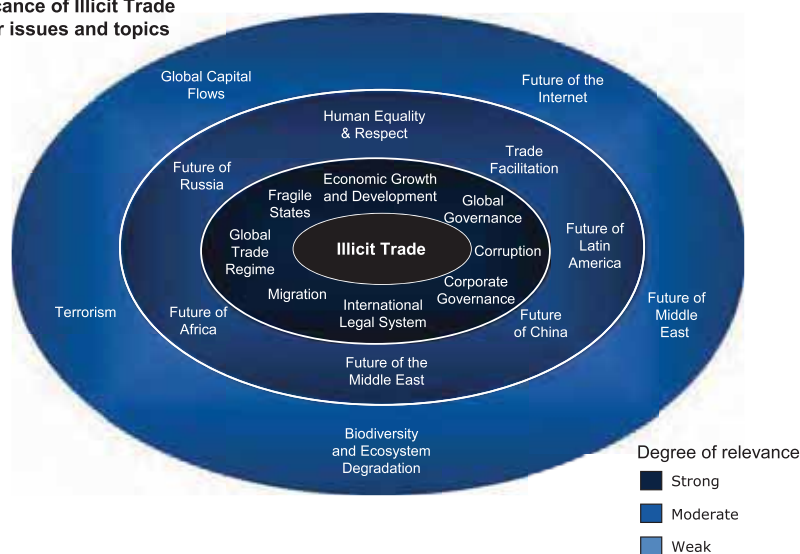 cance of Illicit Trade
r issues and topics
Global Capital
Flows
Future of the
Internet
Human Equality
& Respect
Trade
Facilitation
Future of
Russia
Economic Growth
and Development
Fragile
States
Global
Governance
Global
Trade
Regime
Illicit Trade
Corruption
Future of
Latin
America
Migration
Corporate
Governance
International
Legal System
Terrorism
Future of
Africa
Future
of China
Future of
Middle
East
Future of the
Middle East
Biodiversity
and Ecosystem
Degradation
Degree of relevance
Strong
Moderate
Weak